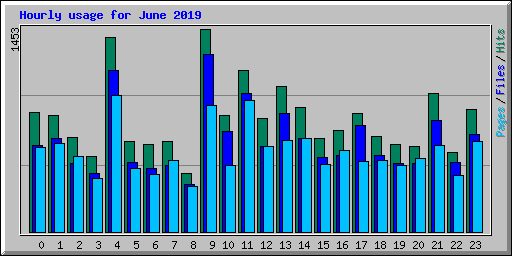 Hourly usage for June 2019
1453
Pages / Files / Hits
0 1 2 3 4 5 6 7 8 9 10 11 12 13 14 15 16 17 18 19 20 21 22 23